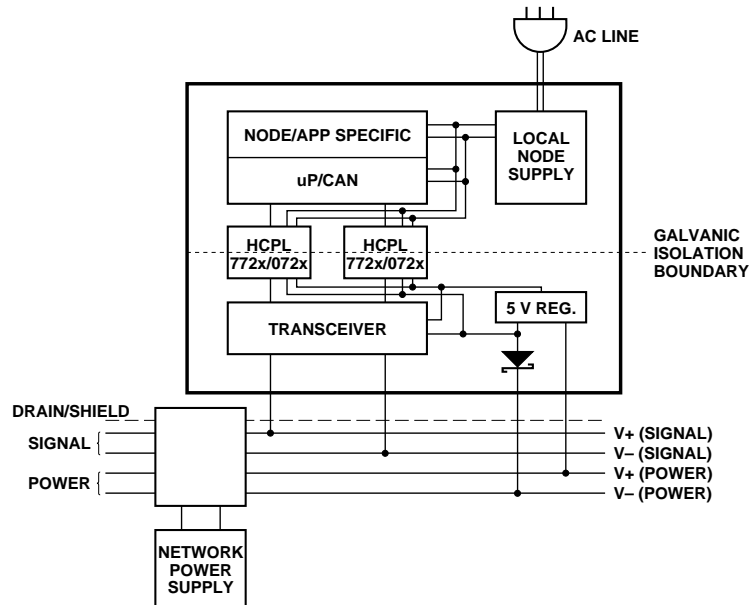 AC LINE
NODE/APP SPECIFIC
uP/CAN
LOCAL
NODE
SUPPLY
HCPL
772x/072x
HCPL
772x/072x
GALVANIC
ISOLATION
BOUNDARY
5 V REG.
TRANSCEIVER
DRAIN/SHIELD
SIGNAL
POWER
V+ (SIGNAL)
V– (SIGNAL)
V+ (POWER)
V– (POWER)
NETWORK
POWER
SUPPLY